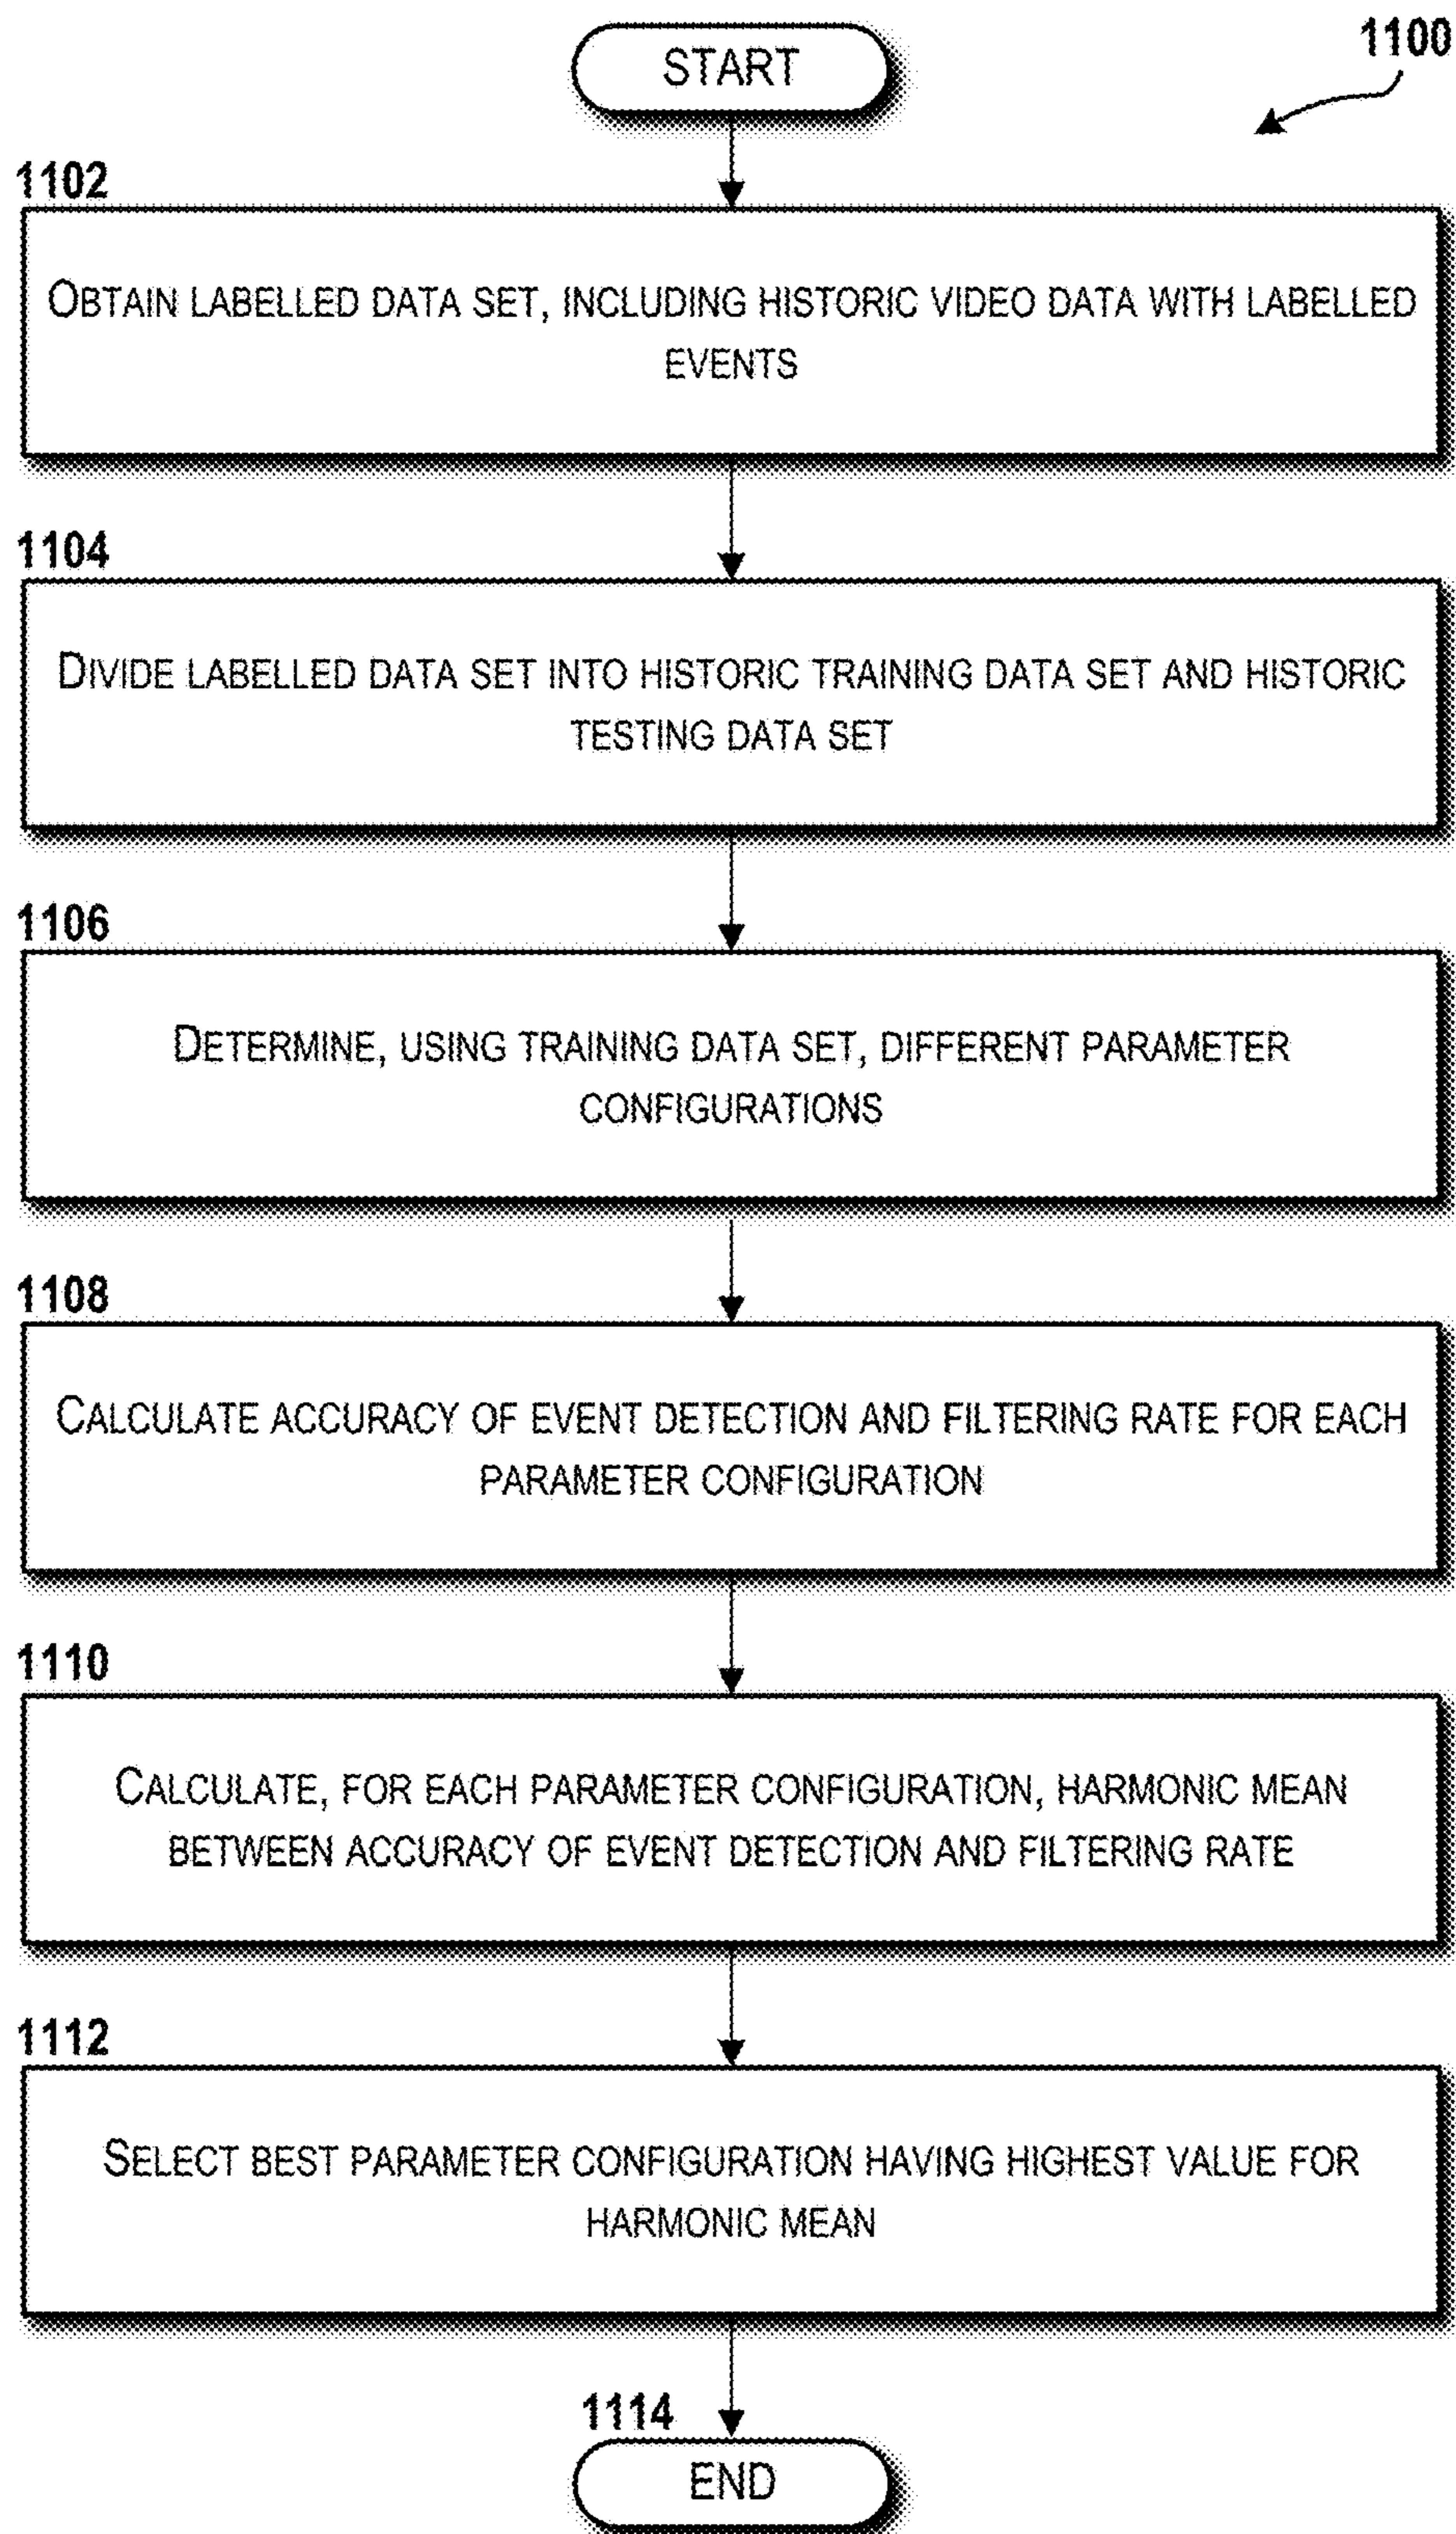 START
1100
1102
OBTAIN LABELLED DATA SET, INCLUDING HISTORIC VIDEO DATA WITH LABELLED
EVENTS
1104
DIVIDE LABELLED DATA SET INTO HISTORIC TRAINING DATA SET AND HISTORIC
TESTING DATA SET
1106
DETERMINE, USING TRAINING DATA SET, DIFFERENT PARAMETER
CONFIGURATIONS
1108
CALCULATE ACCURACY OF EVENT DETECTION AND FILTERING RATE FOR EACH
PARAMETER CONFIGURATION
1110
CALCULATE, FOR EACH PARAMETER CONFIGURATION, HARMONIC MEAN
BETWEEN ACCURACY OF EVENT DETECTION AND FILTERING RATE
1112
SELECT BEST PARAMETER CONFIGURATION HAVING HIGHEST VALUE FOR
HARMONIC MEAN
1114
END